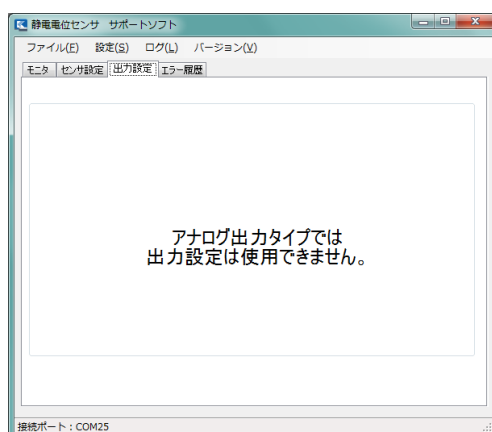 静電電位センサ サポートソフト
ファイル(F) 設定(S) ログ(L) バージョン(V)
モニタ センサ設定 出力設定 エラー履歴
アナログ出力タイプでは
出力設定は使用できません。
接続ポート：COM25